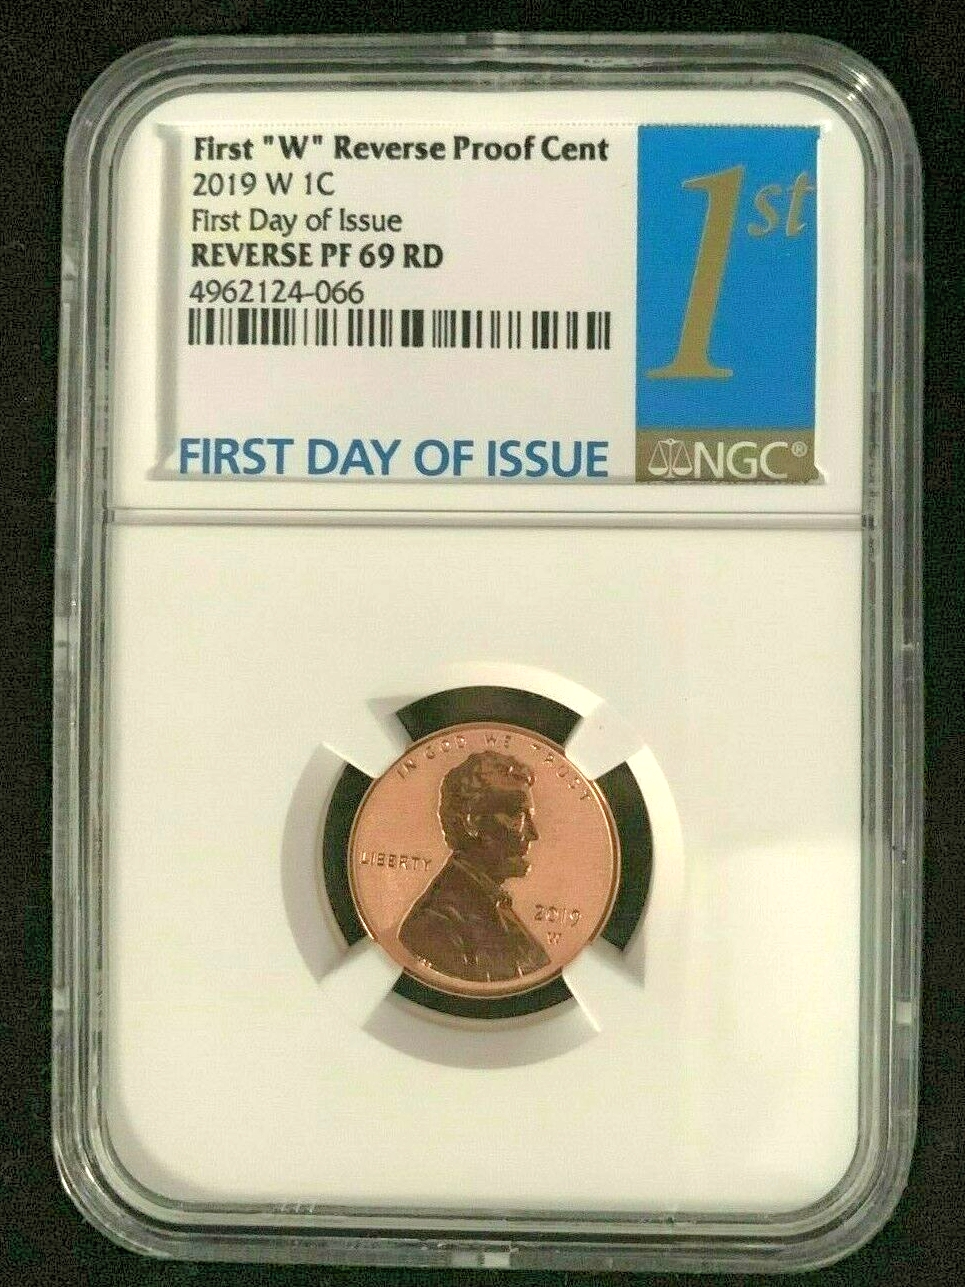 First "W" Reverse Proof Cent
2019 W 1C
First Day of Issue
REVERSE PF 69 RD
4962124-066
FIRST DAY OF ISSUE
1st
NGC®
IN GOD WE TRUST
LIBERTY
2019
W